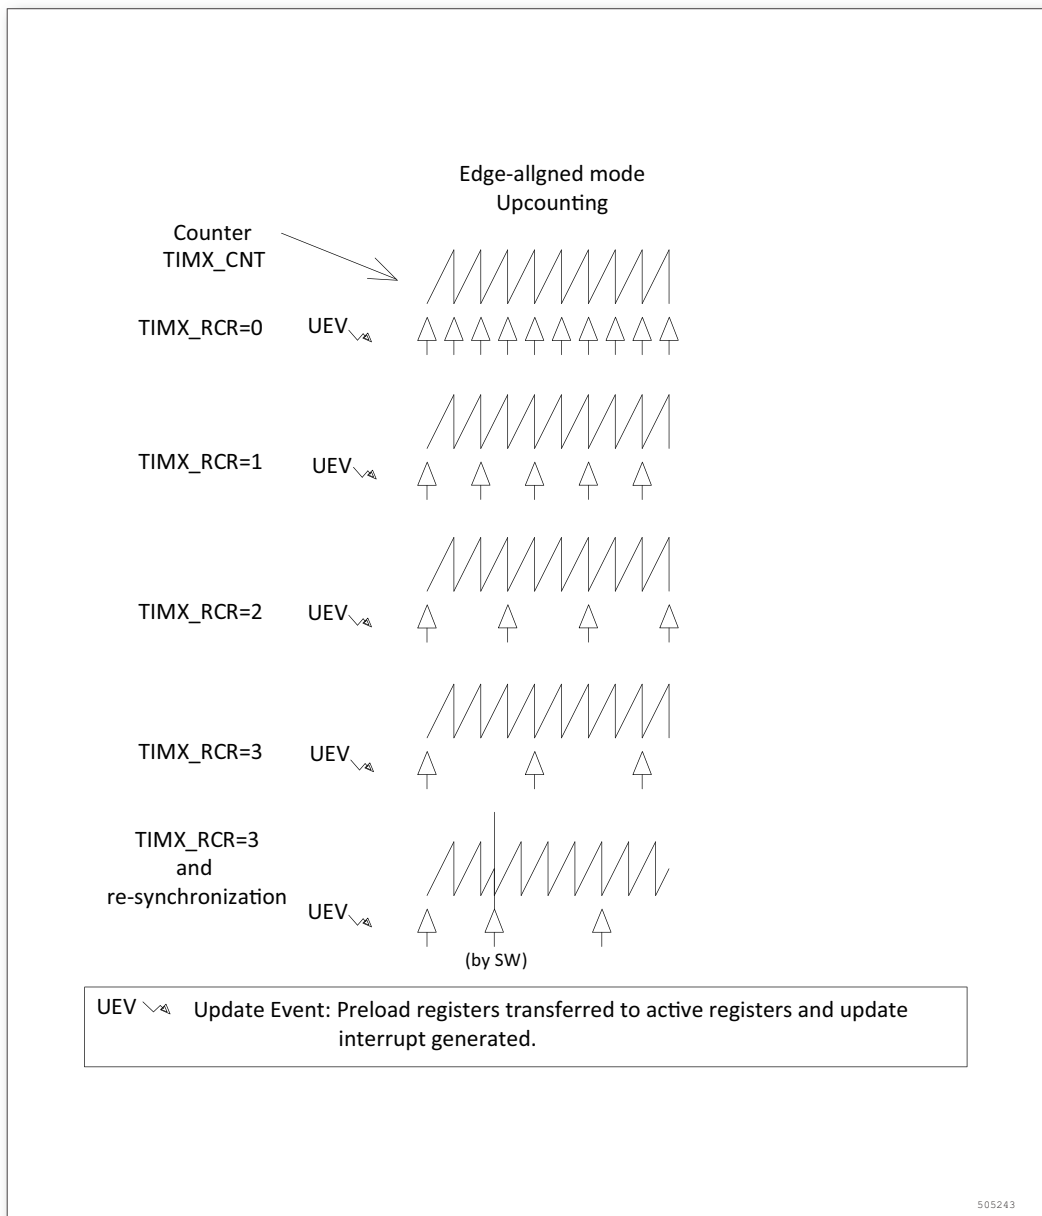 Edge-allgned mode
Upcounting
Counter
TIMX_CNT
TIMX_RCR=0
UEV
TIMX_RCR=1
UEV
TIMX_RCR=2
UEV
TIMX_RCR=3
UEV
TIMX_RCR=3
and
re-synchronization
UEV
(by SW)
UEV Update Event: Preload registers transferred to active registers and update
interrupt generated.
505243